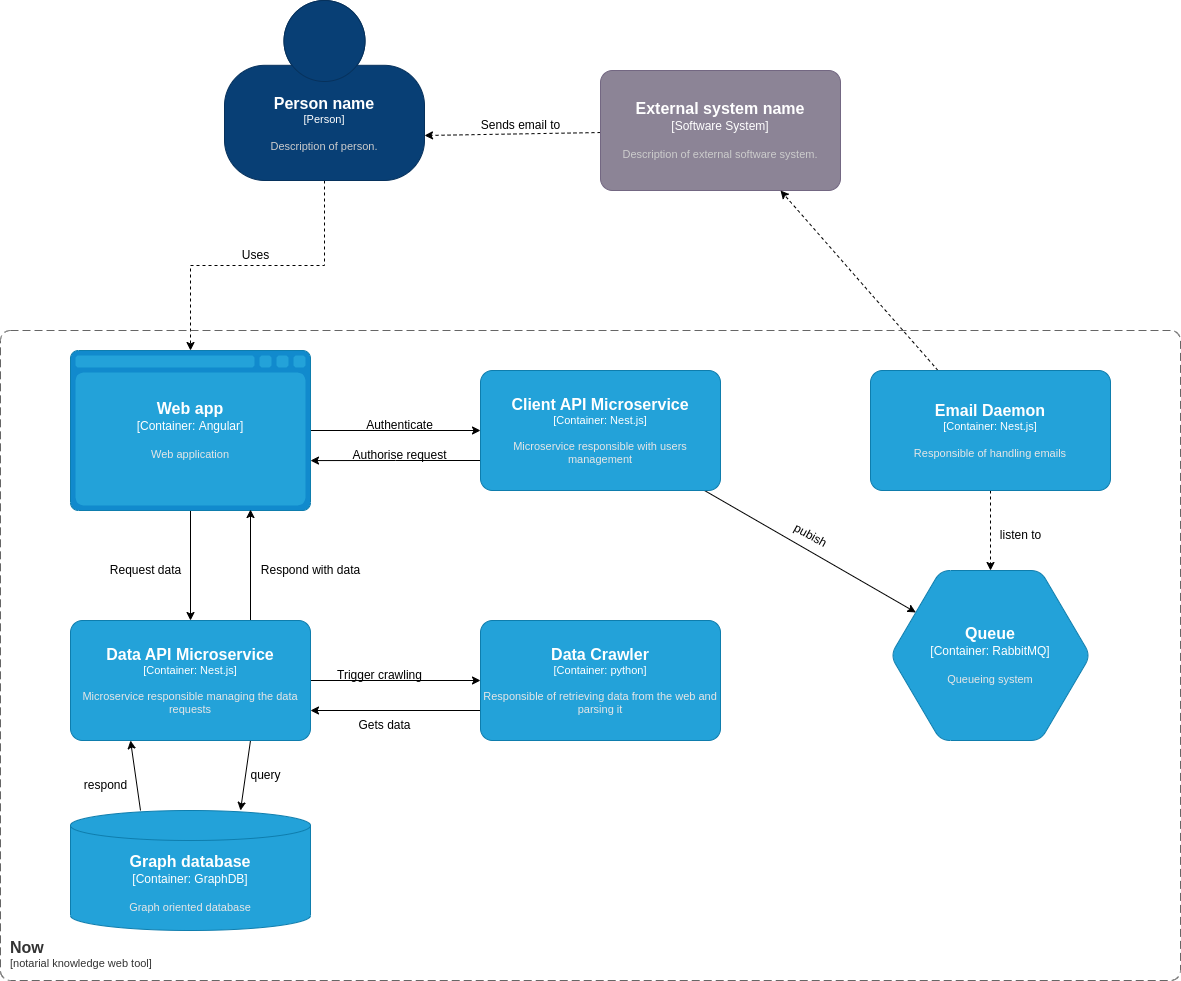 Person name
[Person]
Description of person.
External system name
[Software System]
Description of external software system.
Sends email to
Uses
Web app
[Container: Angular]
Web application
Authenticate
Authorise request
Client API Microservice
[Container: Nest.js]
Microservice responsible with users
management
Email Daemon
[Container: Nest.js]
Responsible of handling emails
pubish
listen to
Request data
Respond with data
Data API Microservice
[Container: Nest.js]
Microservice responsible managing the data
requests
Trigger crawling
Gets data
Data Crawler
[Container: python]
Responsible of retrieving data from the web and
parsing it
Queue
[Container: RabbitMQ]
Queueing system
respond
query
Graph database
[Container: GraphDB]
Graph oriented database
Now
[notarial knowledge web tool]